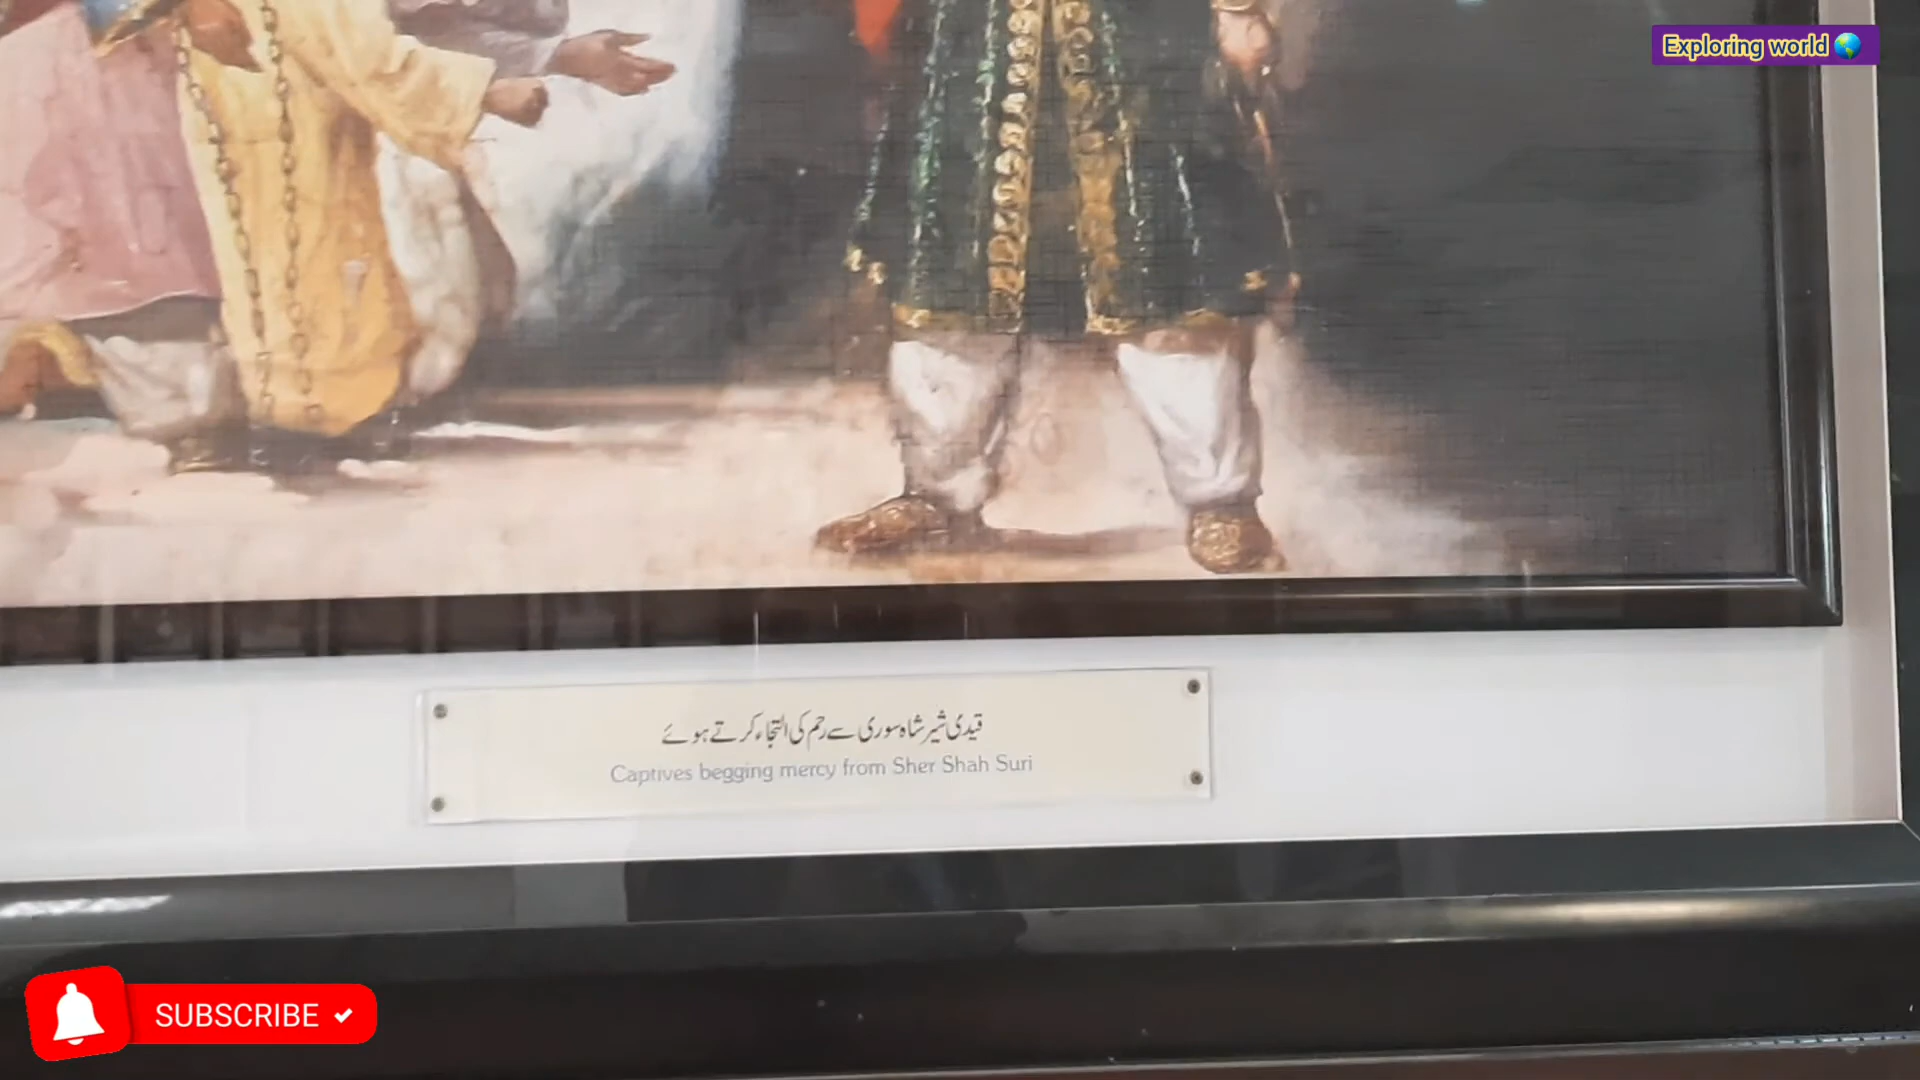 Exploring world 🌎
قیدی شیر شاہ سوری سے رحم کی التجاء کرتے ہوئے
Captives begging mercy from Sher Shah Suri
SUBSCRIBE